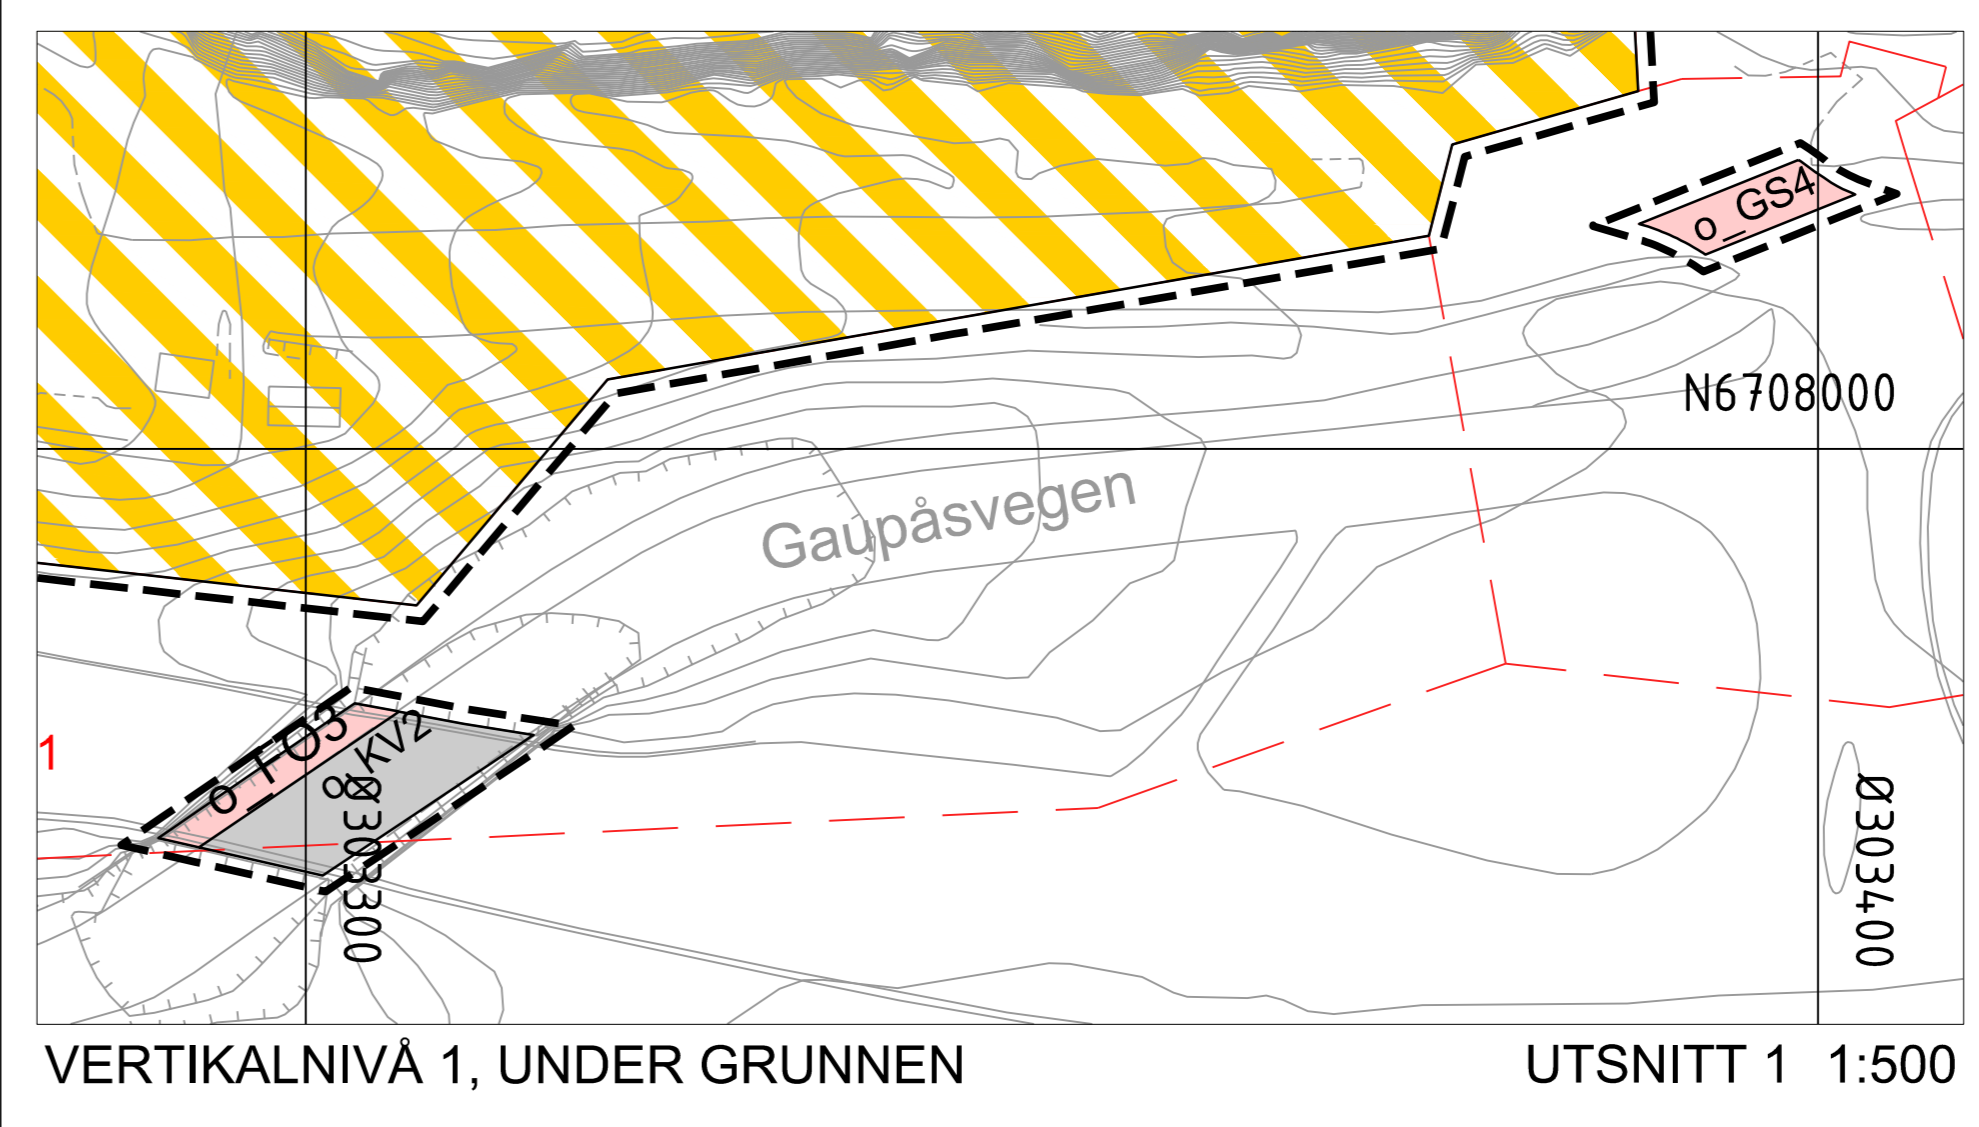 o_GS4
N6708000
Gaupåsvegen
1
o_TO3
o_KV2
Ø303300
Ø303400
VERTIKALNIVÅ 1, UNDER GRUNNEN
UTSNITT 1 1:500